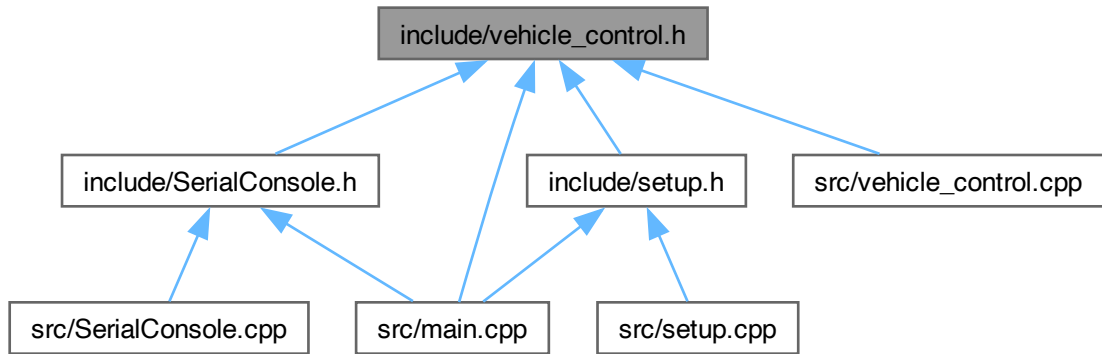 include/vehicle_control.h
include/SerialConsole.h
include/setup.h
src/vehicle_control.cpp
src/SerialConsole.cpp
src/main.cpp
src/setup.cpp